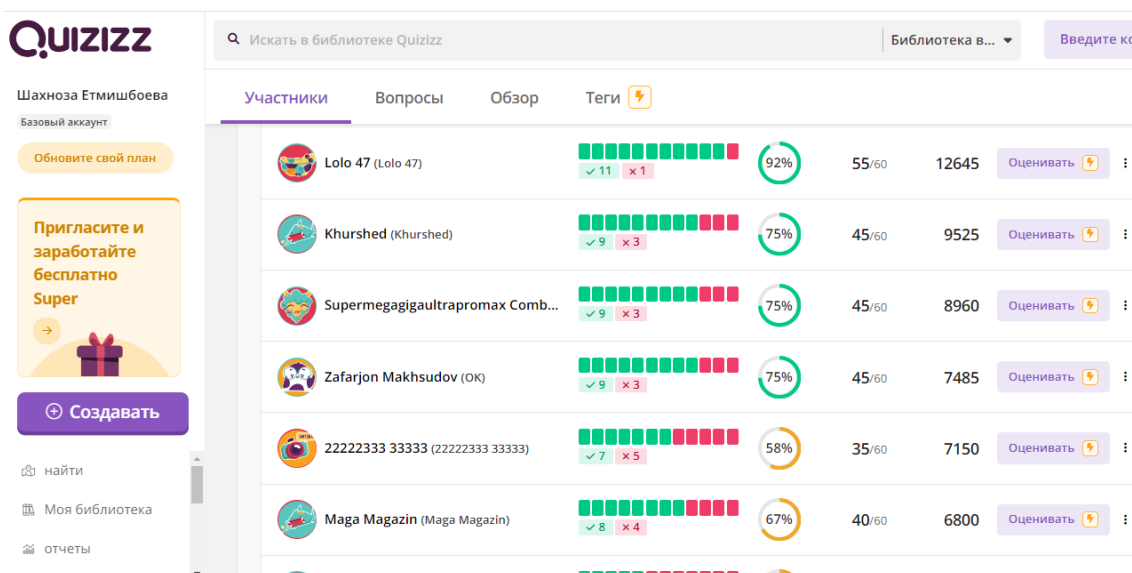 QUIZIZZ
Искать в библиотеке Quizizz
Библиотека в...
Введите ко
Шахноза Етмишбоева
Базовый аккаунт
Обновите свой план
Пригласите и
заработайте
бесплатно
Super
Создавать
найти
Моя библиотека
отчеты
Участники Вопросы Обзор Теги
Lolo 47 (Lolo 47) ✓ 11 × 1 92% 55/60 12645 Оценивать
Khurshed (Khurshed) ✓ 9 × 3 75% 45/60 9525 Оценивать
Supermegagigaultrapromax Comb... ✓ 9 × 3 75% 45/60 8960 Оценивать
Zafarjon Makhsudov (OK) ✓ 9 × 3 75% 45/60 7485 Оценивать
22222333 33333 (22222333 33333) ✓ 7 × 5 58% 35/60 7150 Оценивать
Maga Magazin (Maga Magazin) ✓ 8 × 4 67% 40/60 6800 Оценивать